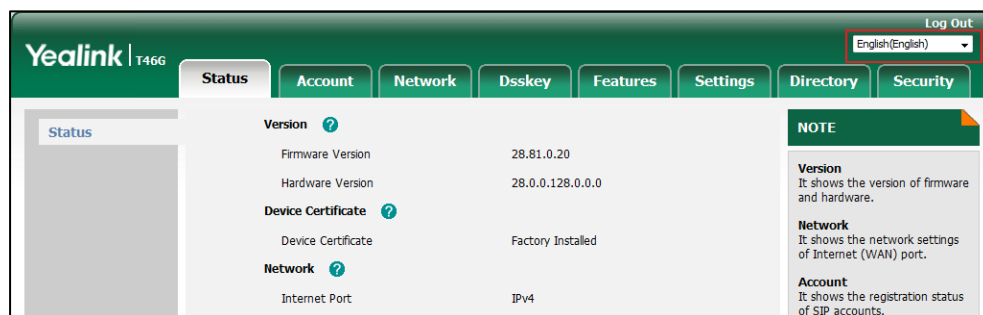 Log Out
Yealink | T46G
English(English)
Status Account Network Dsskey Features Settings Directory Security
Status
Version ?
Firmware Version 28.81.0.20
Hardware Version 28.0.0.128.0.0.0
Device Certificate ?
Device Certificate Factory Installed
Network ?
Internet Port IPv4
NOTE
Version
It shows the version of firmware
and hardware.
Network
It shows the network settings
of Internet (WAN) port.
Account
It shows the registration status
of SIP accounts.